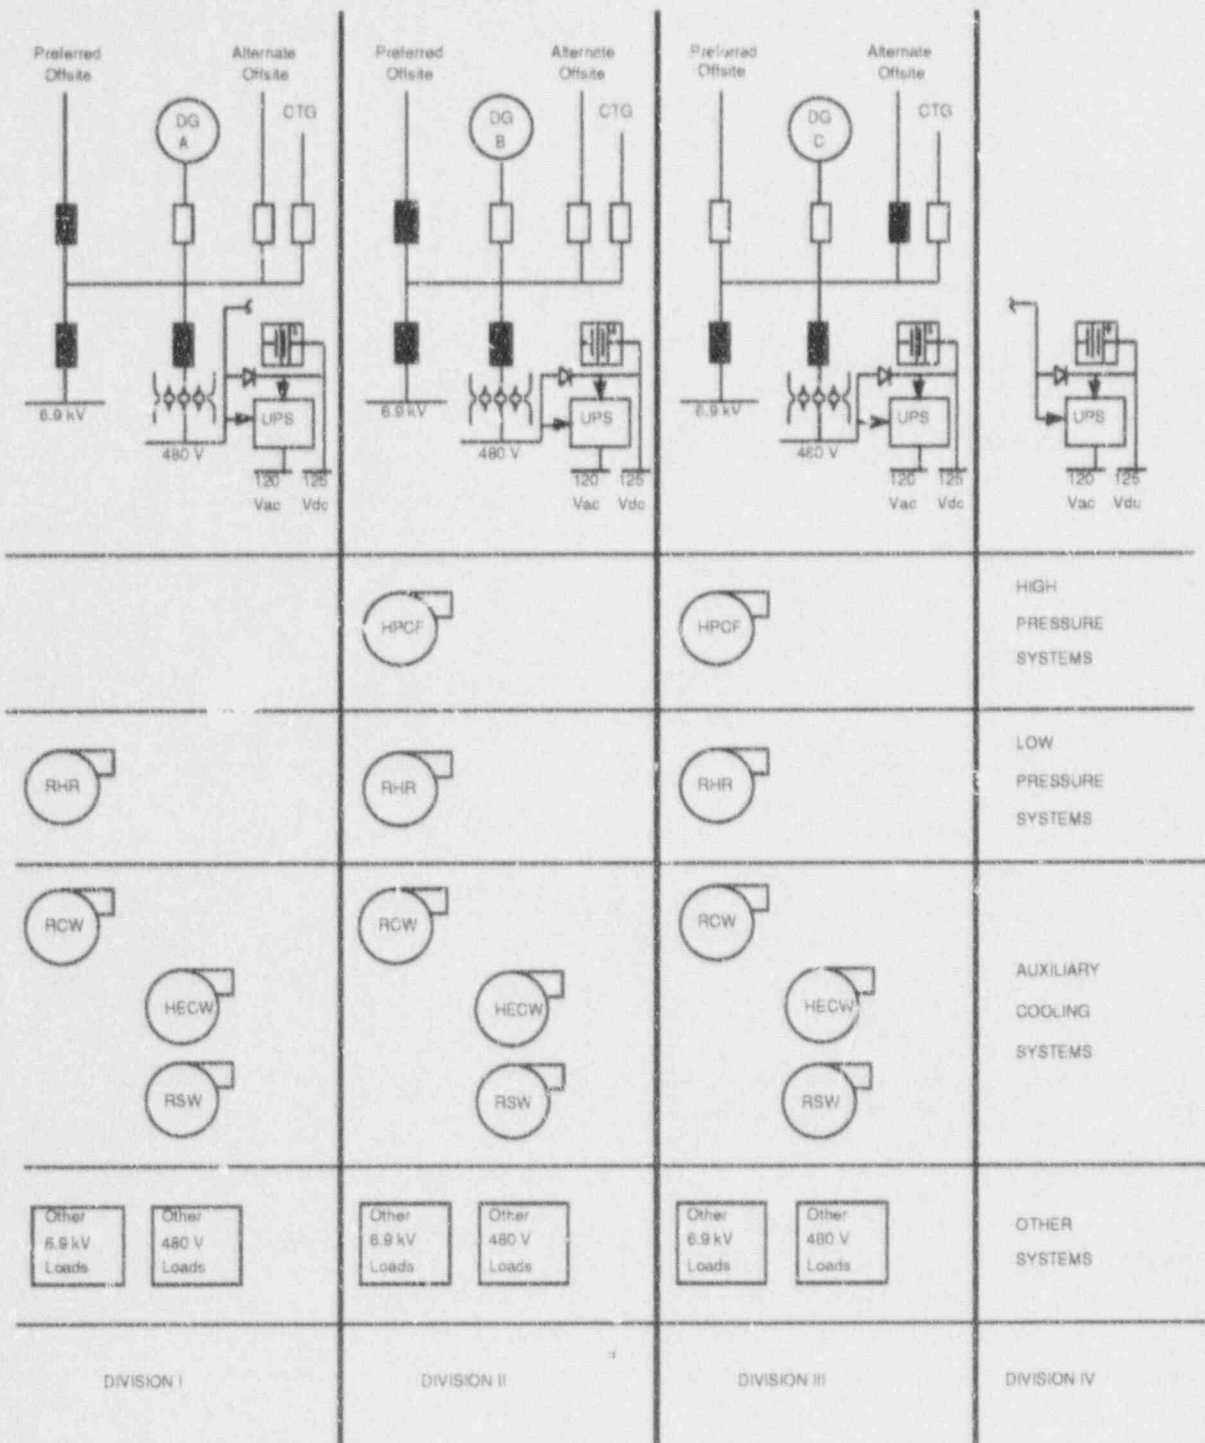 Preferred
Offsite
Alternate
Offsite
DG
A
CTG
6.9 kV
480 V
UPS
120
Vac
125
Vdc
Preferred
Offsite
Alternate
Offsite
DG
B
CTG
6.9 kV
480 V
UPS
120
Vac
125
Vdc
Preferred
Offsite
Alternate
Offsite
DG
C
CTG
6.9 kV
480 V
UPS
120
Vac
125
Vdc
UPS
120
Vac
125
Vdc
HPCF
HPCF
HIGH
PRESSURE
SYSTEMS
RHR
RHR
RHR
LOW
PRESSURE
SYSTEMS
RCW
RCW
RCW
HECW
HECW
HECW
RSW
RSW
RSW
AUXILIARY
COOLING
SYSTEMS
Other
6.9 kV
Loads
Other
480 V
Loads
Other
6.9 kV
Loads
Other
480 V
Loads
Other
6.9 kV
Loads
Other
480 V
Loads
OTHER
SYSTEMS
DIVISION I
DIVISION II
DIVISION III
DIVISION IV